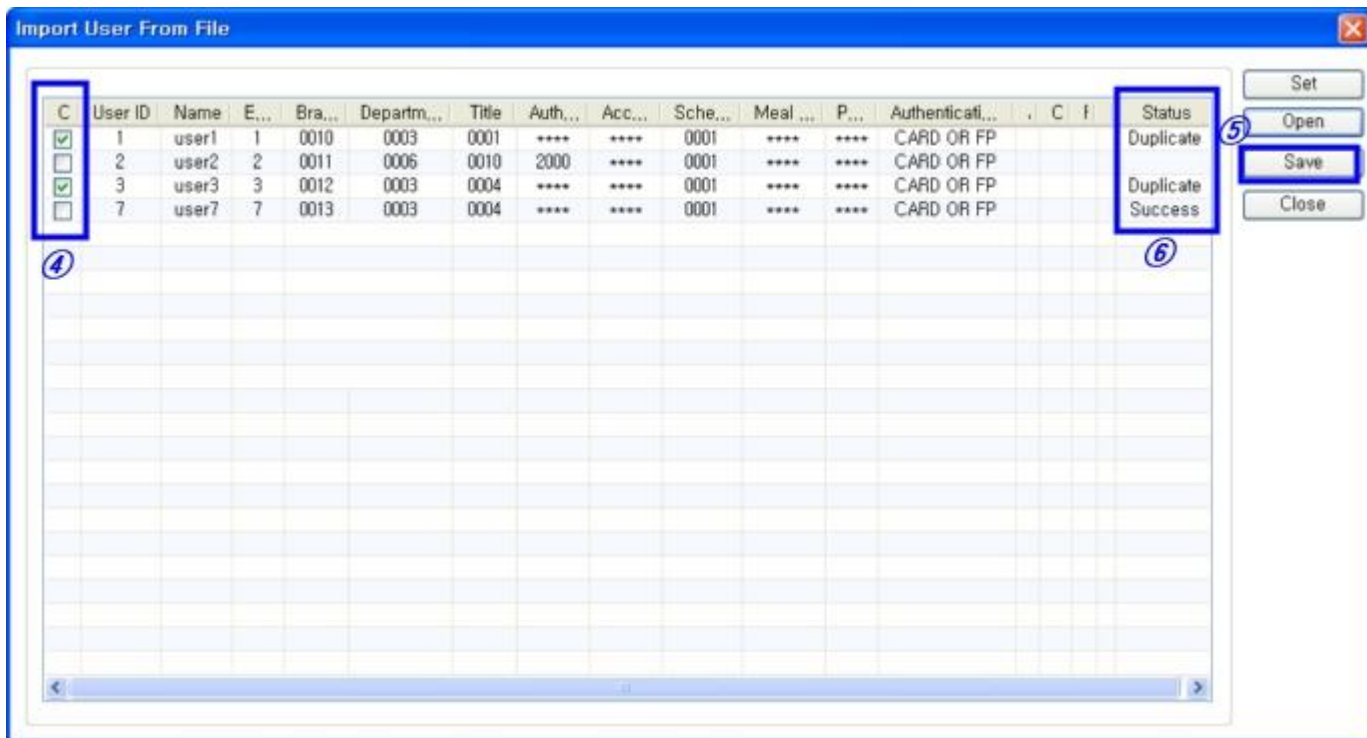 Import User From File
Set
C User ID Name E... Bra... Departm... Title Auth... Acc... Sche... Meal ... P... Authenticati... . C F Status
⑤ Open
1 user1 1 0010 0003 0001 **** **** 0001 **** **** CARD OR FP Duplicate
2 user2 2 0011 0006 0010 2000 **** 0001 **** **** CARD OR FP
Save
3 user3 3 0012 0003 0004 **** **** 0001 **** **** CARD OR FP Duplicate
7 user7 7 0013 0003 0004 **** **** 0001 **** **** CARD OR FP Success
Close
④ ⑥